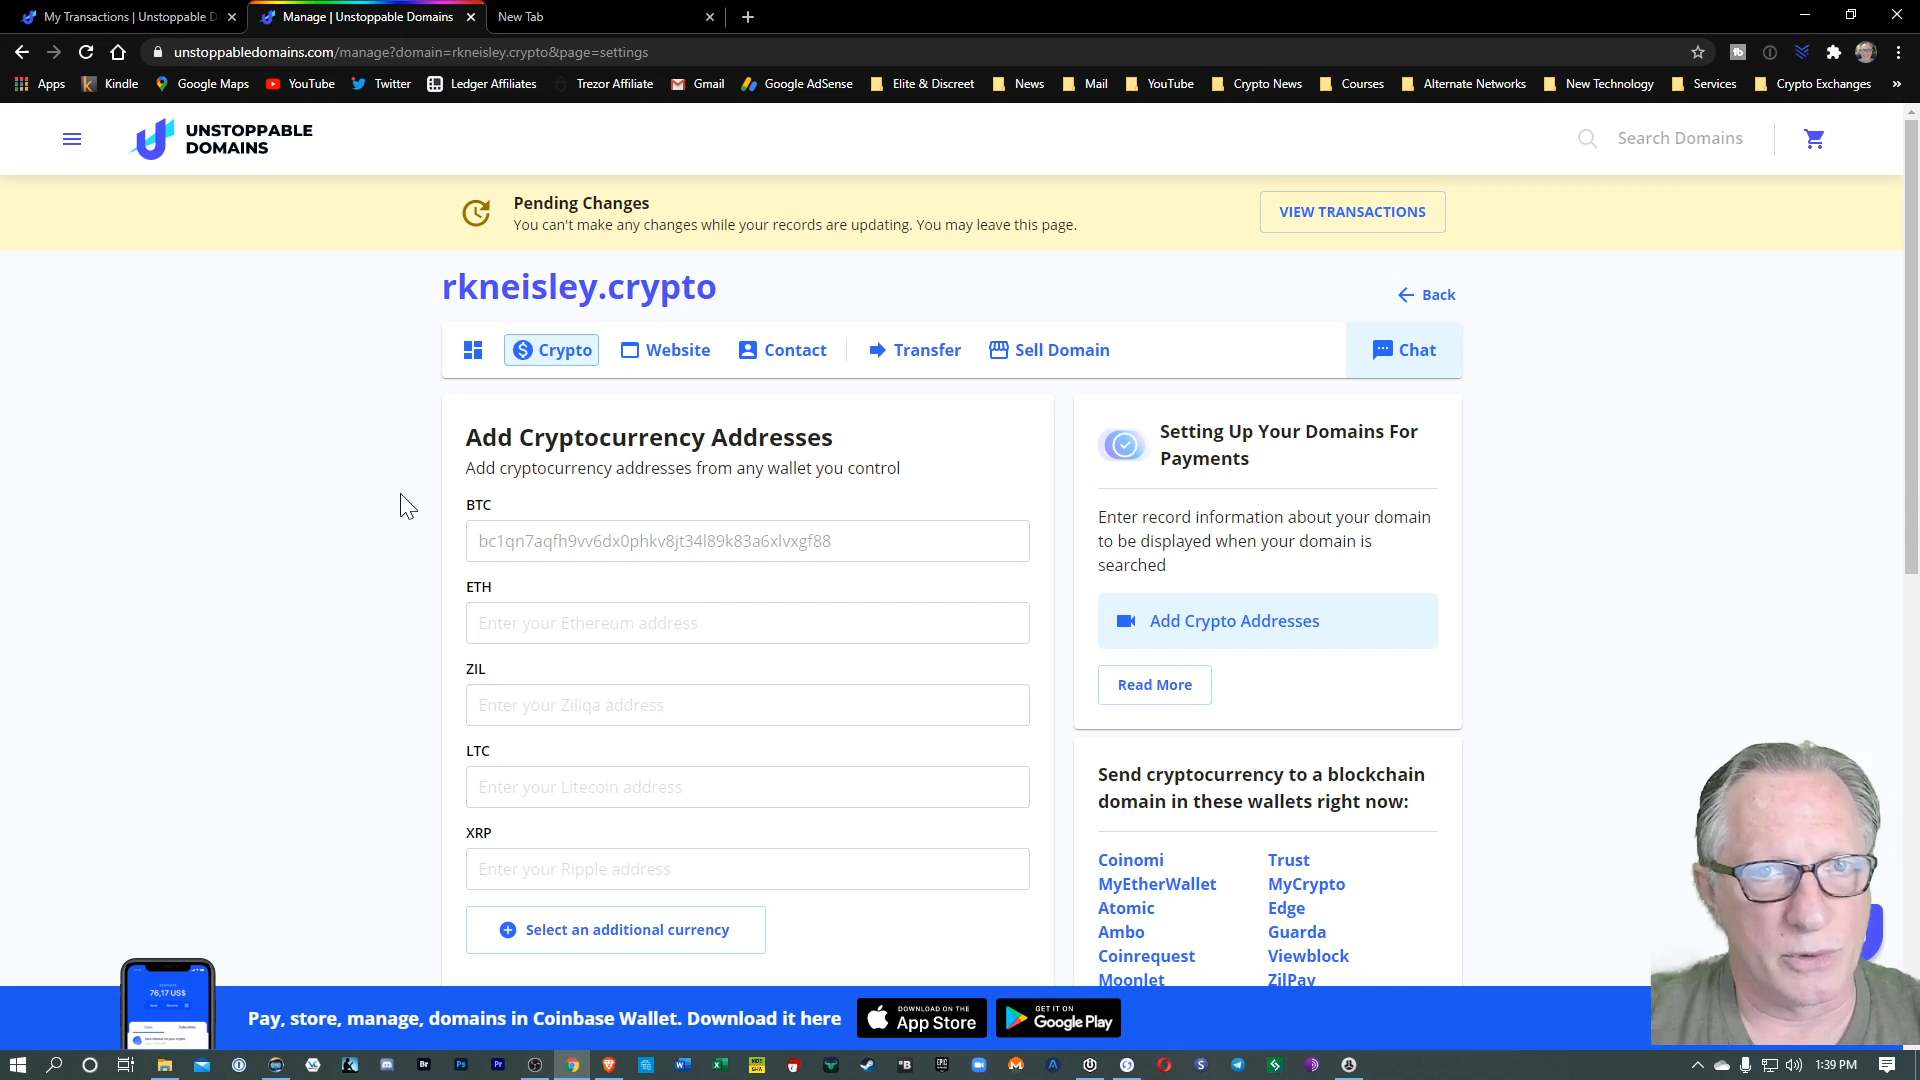 My Transactions | Unstoppable D
Manage | Unstoppable Domains
New Tab
unstoppabledomains.com/manage?domain=rkneisley.crypto&page=settings
Apps
Kindle
Google Maps
YouTube
Twitter
Ledger Affiliates
Trezor Affiliate
Gmail
Google AdSense
Elite & Discreet
News
Mail
YouTube
Crypto News
Courses
Alternate Networks
New Technology
Services
Crypto Exchanges
»
UNSTOPPABLE
DOMAINS
Search Domains
Pending Changes
You can't make any changes while your records are updating. You may leave this page.
VIEW TRANSACTIONS
rkneisley.crypto
Back
Crypto
Website
Contact
Transfer
Sell Domain
Chat
Add Cryptocurrency Addresses
Add cryptocurrency addresses from any wallet you control
BTC
bc1qn7aqfh9vv6dx0phkv8jt34l89k83a6xlvxgf88
ETH
Enter your Ethereum address
ZIL
Enter your Ziliqa address
LTC
Enter your Litecoin address
XRP
Enter your Ripple address
Select an additional currency
Setting Up Your Domains For
Payments
Enter record information about your domain
to be displayed when your domain is
searched
Add Crypto Addresses
Read More
Send cryptocurrency to a blockchain
domain in these wallets right now:
Coinomi
Trust
MyEtherWallet
MyCrypto
Atomic
Edge
Ambo
Guarda
Coinrequest
Viewblock
Moonlet
ZilPay
76,17 US$
Pay, store, manage, domains in Coinbase Wallet. Download it here
DOWNLOAD ON THE
App Store
GET IT ON
Google Play
1:39 PM